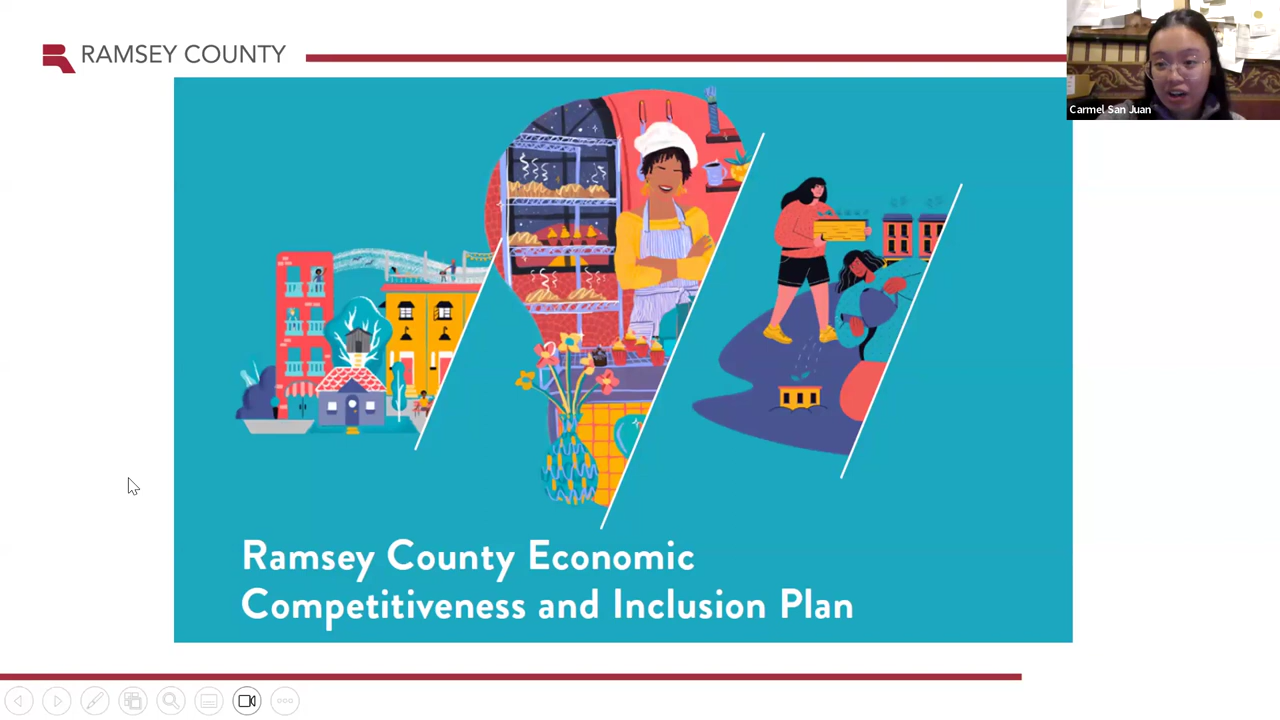 RAMSEY COUNTY
Carmel San Juan
Ramsey County Economic
Competitiveness and Inclusion Plan